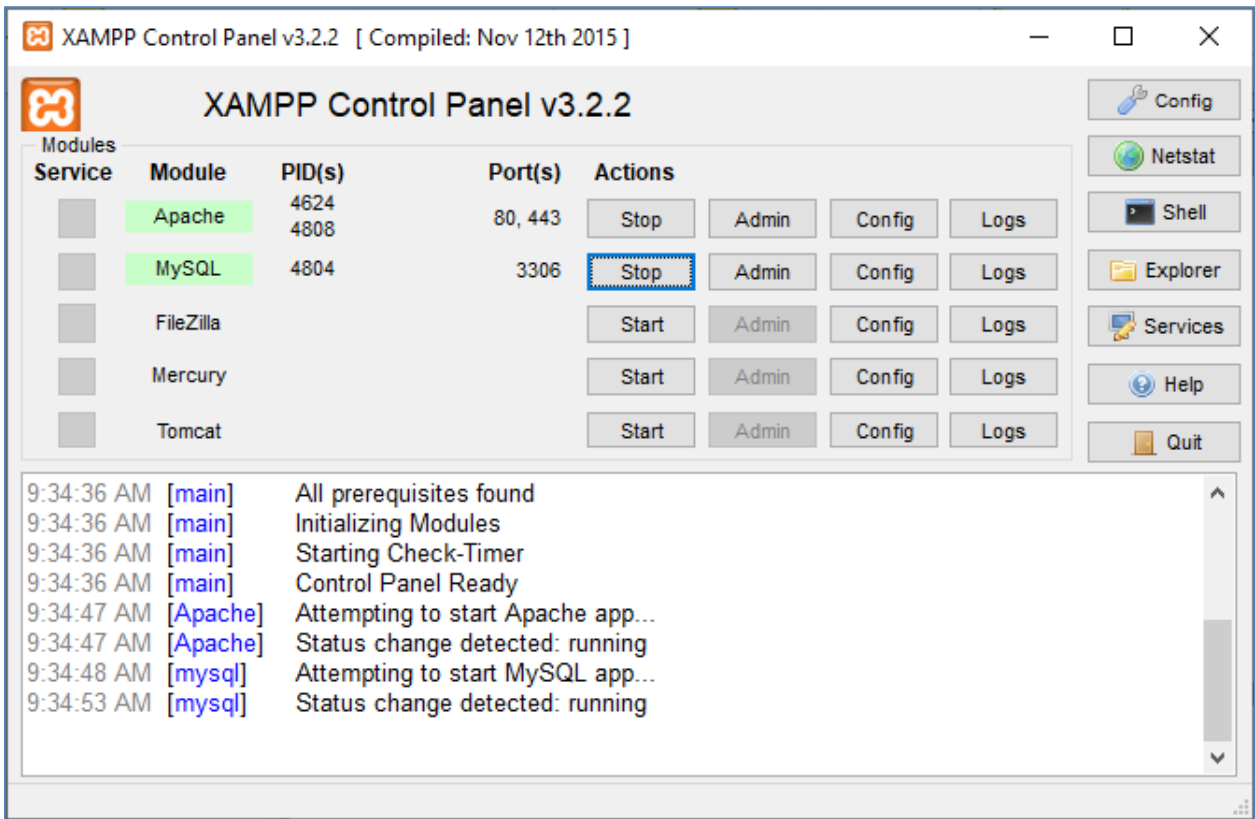 XAMPP Control Panel v3.2.2 [ Compiled: Nov 12th 2015 ]
XAMPP Control Panel v3.2.2
Config
Modules
Netstat
Service Module PID(s) Port(s) Actions
Apache 4624 4808 80, 443 Stop Admin Config Logs
Shell
MySQL 4804 3306 Stop Admin Config Logs
Explorer
FileZilla Start Admin Config Logs
Services
Mercury Start Admin Config Logs
Help
Tomcat Start Admin Config Logs
Quit
9:34:36 AM [main] All prerequisites found
9:34:36 AM [main] Initializing Modules
9:34:36 AM [main] Starting Check-Timer
9:34:36 AM [main] Control Panel Ready
9:34:47 AM [Apache] Attempting to start Apache app...
9:34:47 AM [Apache] Status change detected: running
9:34:48 AM [mysql] Attempting to start MySQL app...
9:34:53 AM [mysql] Status change detected: running